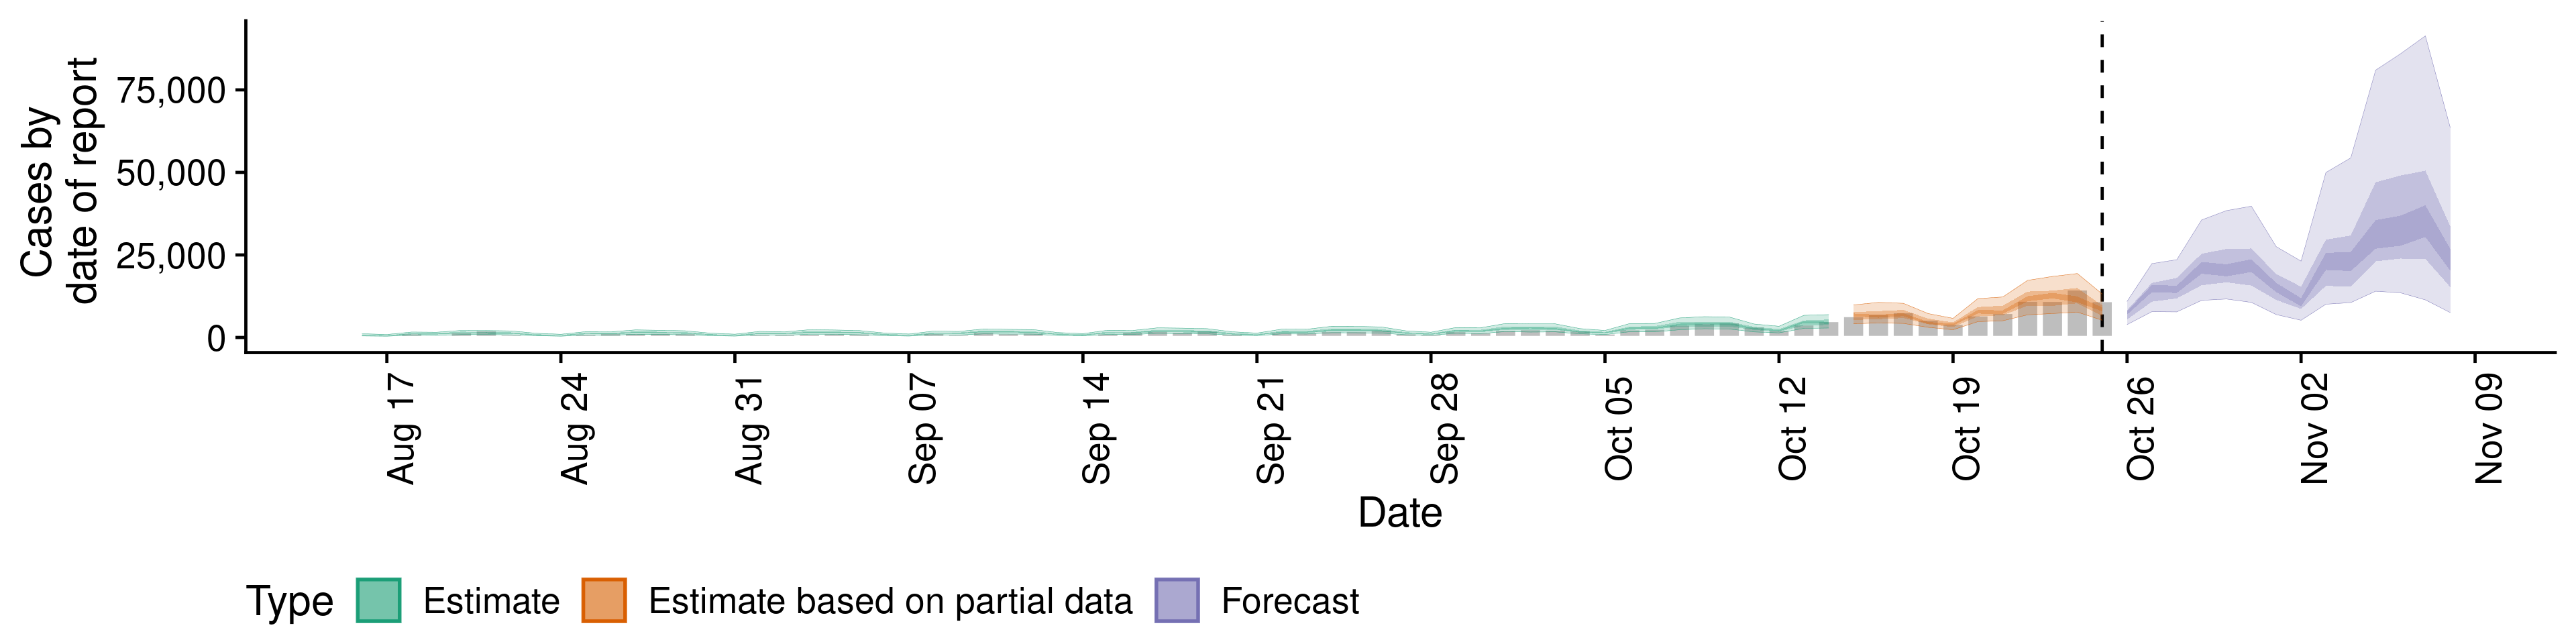 Cases by
date of report
75,000
50,000
25,000
0
Aug 17
Aug 24
Aug 31
Sep 07
Sep 14
Sep 21
Sep 28
Oct 05
Oct 12
Oct 19
Oct 26
Nov 02
Nov 09
Date
Type
Estimate
Estimate based on partial data
Forecast